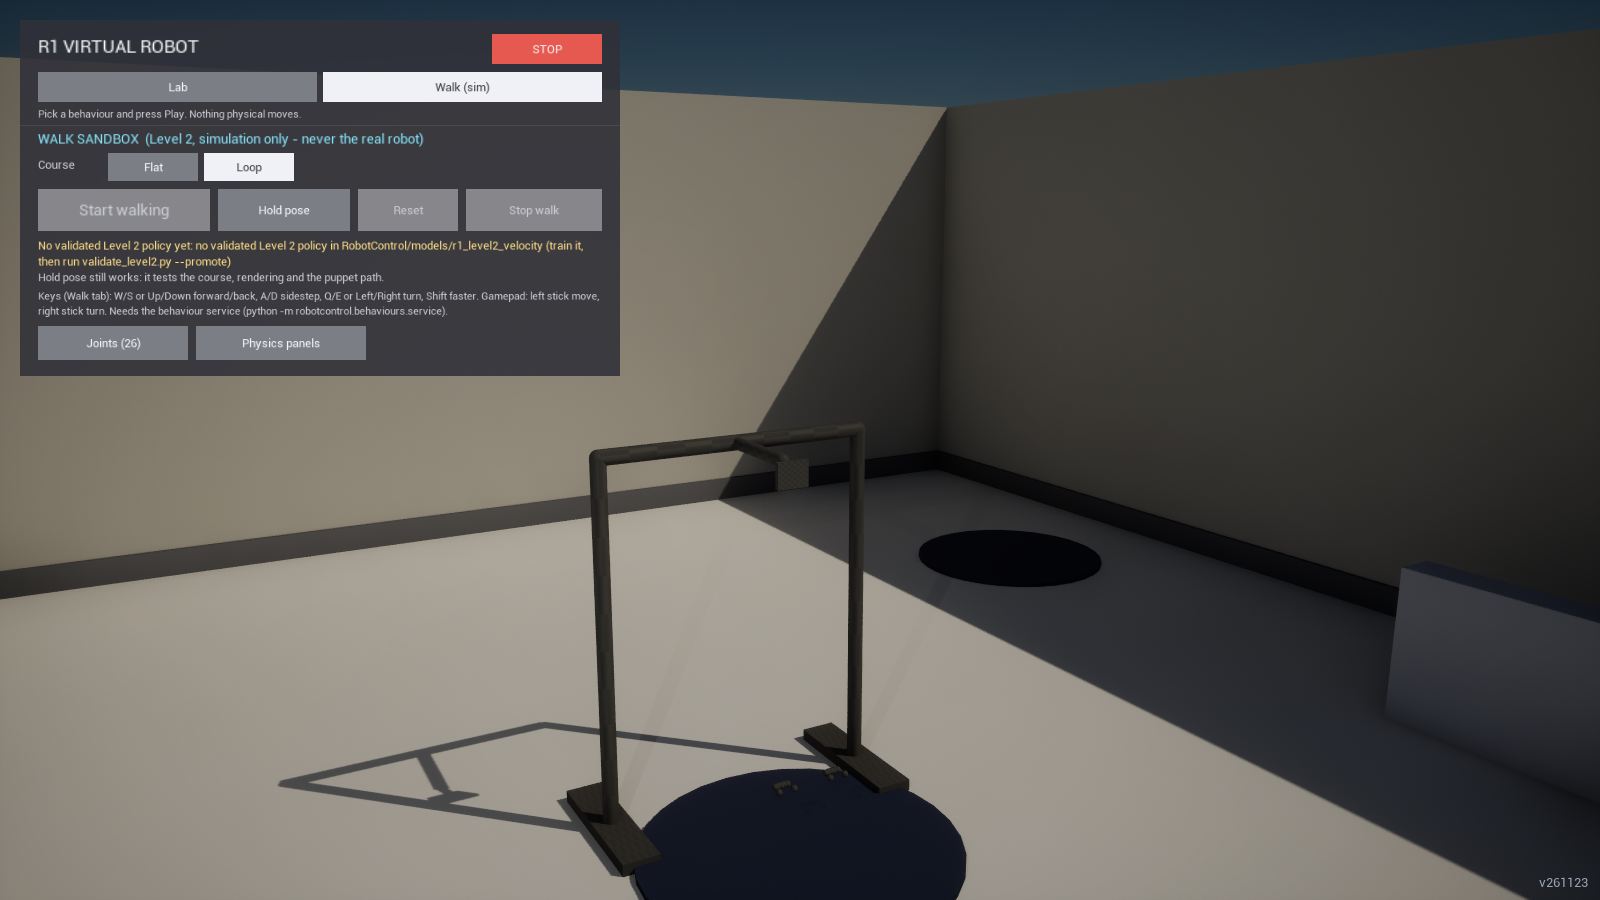 R1 VIRTUAL ROBOT
STOP
Lab
Walk (sim)
Pick a behaviour and press Play. Nothing physical moves.
WALK SANDBOX (Level 2, simulation only - never the real robot)
Course
Flat
Loop
Start walking
Hold pose
Reset
Stop walk
No validated Level 2 policy yet: no validated Level 2 policy in RobotControl/models/r1_level2_velocity (train it,
then run validate_level2.py --promote)
Hold pose still works: it tests the course, rendering and the puppet path.
Keys (Walk tab): W/S or Up/Down forward/back, A/D sidestep, Q/E or Left/Right turn, Shift faster. Gamepad: left stick move,
right stick turn. Needs the behaviour service (python -m robotcontrol.behaviours.service).
Joints (26)
Physics panels
v261123